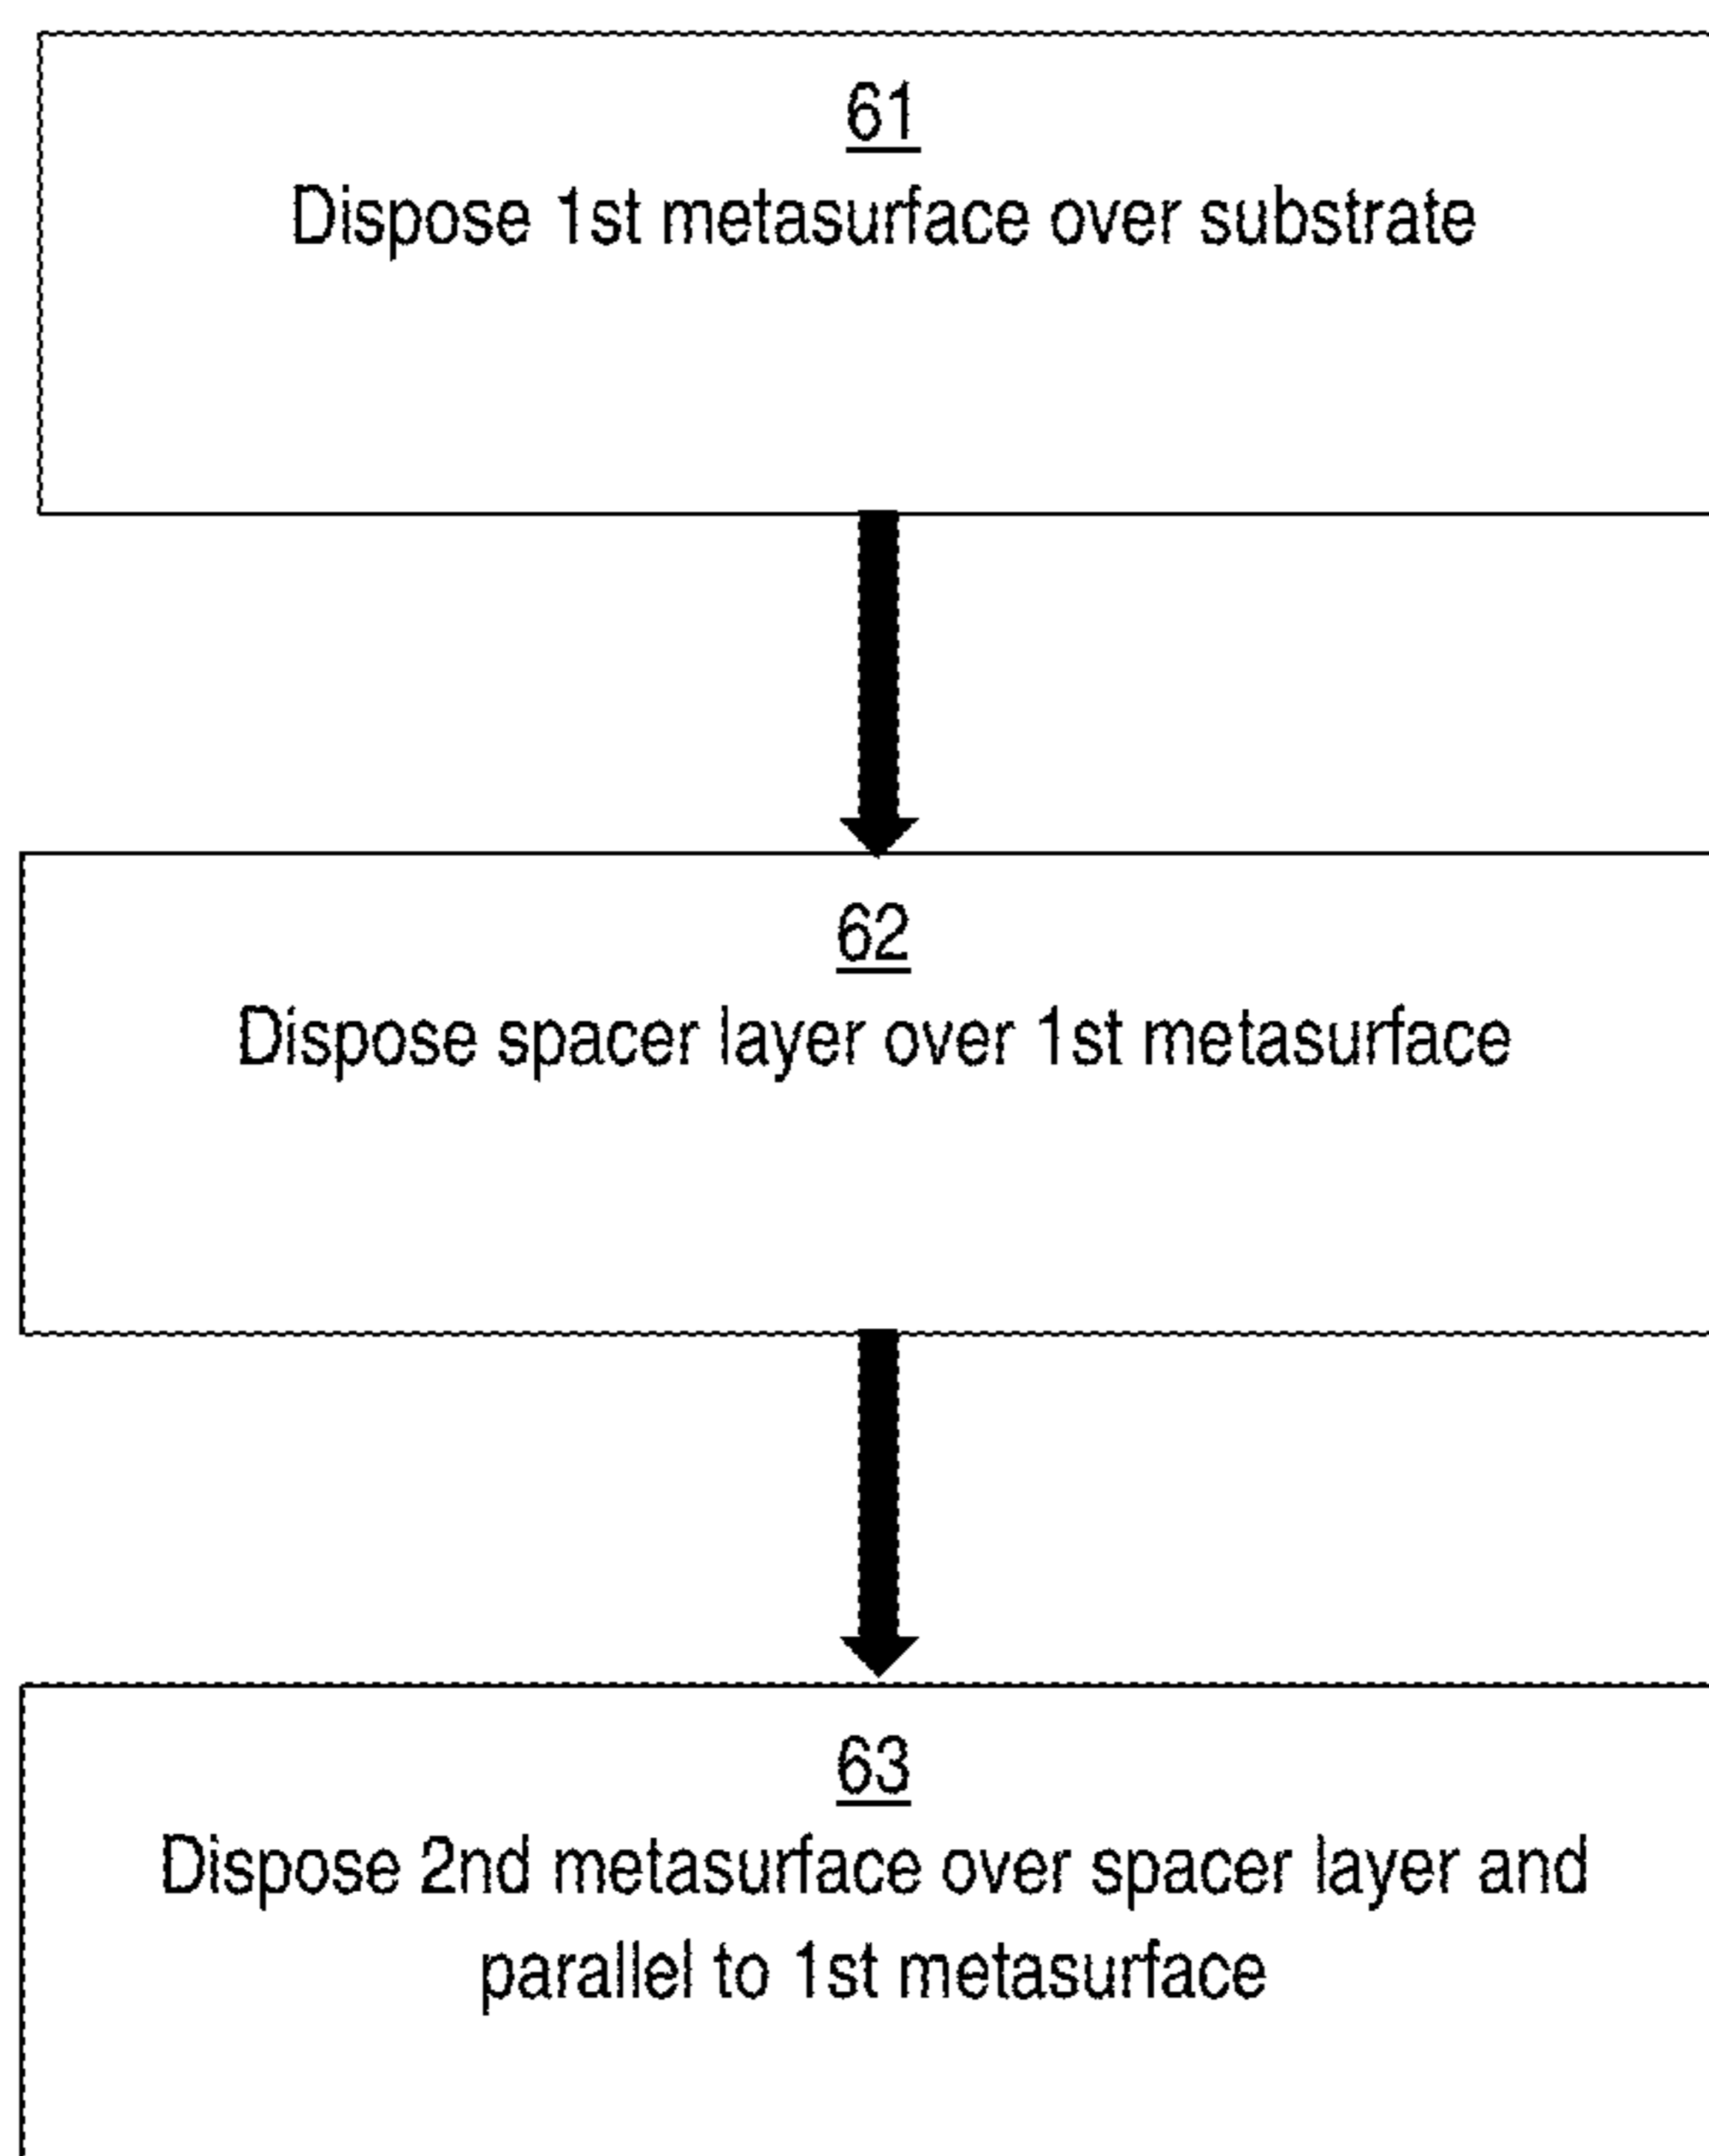 61
Dispose 1st metasurface over substrate
62
Dispose spacer layer over 1st metasurface
63
Dispose 2nd metasurface over spacer layer and
parallel to 1st metasurface